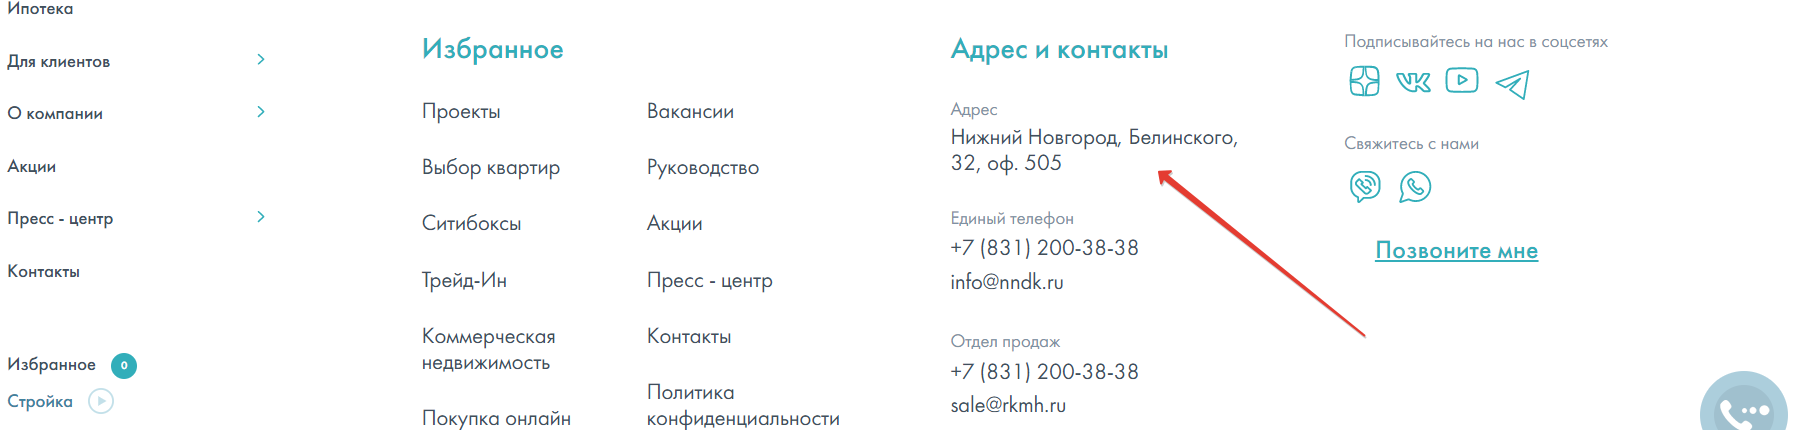 Ипотека
Для клиентов
О компании
Акции
Пресс - центр
Контакты
Избранное 0
Стройка
Избранное
Проекты
Выбор квартир
Ситибоксы
Трейд-Ин
Коммерческая
недвижимость
Покупка онлайн
Вакансии
Руководство
Акции
Пресс - центр
Контакты
Политика
конфиденциальности
Адрес и контакты
Адрес
Нижний Новгород, Белинского,
32, оф. 505
Единый телефон
+7 (831) 200-38-38
info@nndk.ru
Отдел продаж
+7 (831) 200-38-38
sale@rkmh.ru
Подписывайтесь на нас в соцсетях
Свяжитесь с нами
Позвоните мне